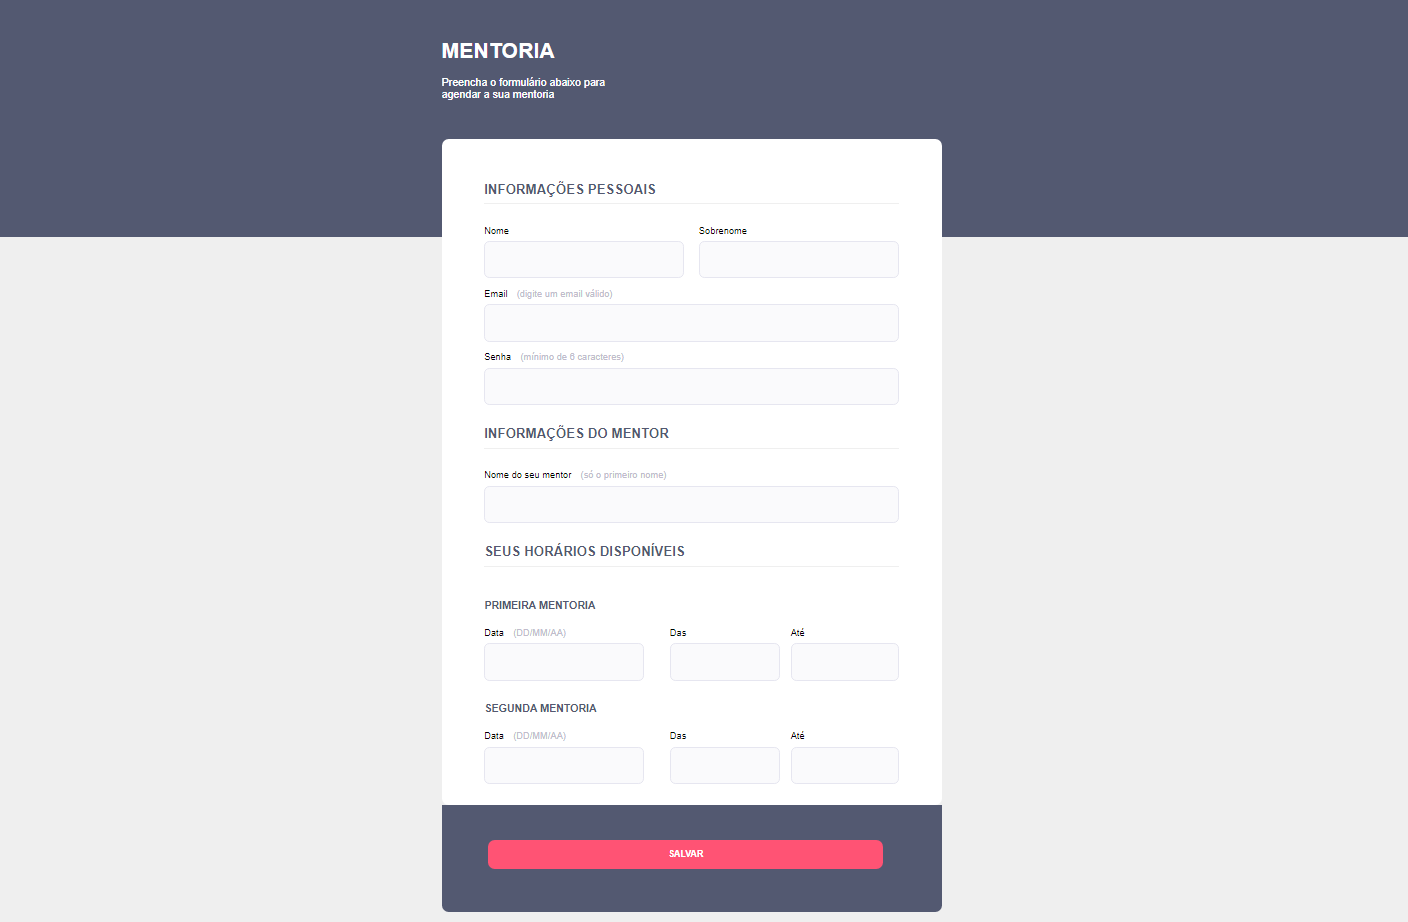 MENTORIA
Preencha o formulário abaixo para
agendar a sua mentoria
INFORMAÇÕES PESSOAIS
Nome Sobrenome
Email (digite um email válido)
Senha (mínimo de 6 caracteres)
INFORMAÇÕES DO MENTOR
Nome do seu mentor (só o primeiro nome)
SEUS HORÁRIOS DISPONÍVEIS
PRIMEIRA MENTORIA
Data (DD/MM/AA) Das Até
SEGUNDA MENTORIA
Data (DD/MM/AA) Das Até
SALVAR